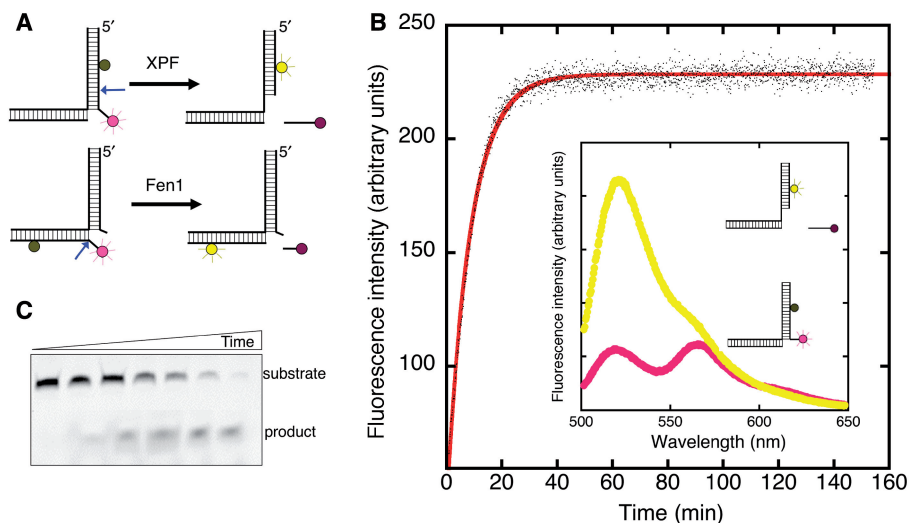 A
5′
XPF
5′
5′
Fen1
5′
C
Time
substrate
product
B
Fluorescence intensity (arbitrary units)
250
200
150
100
0
20
40
60
80
100
120
140
160
Time (min)
Fluorescence intensity (arbitrary units)
500
550
600
650
Wavelength (nm)